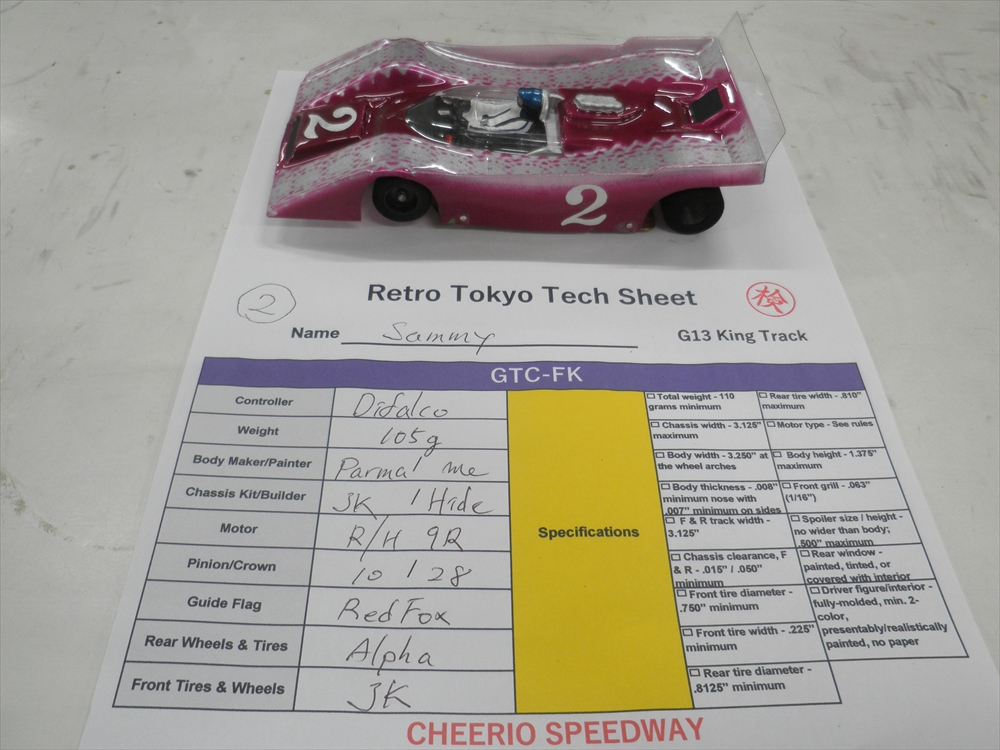 2
2
Retro Tokyo Tech Sheet
2
検
Name Sammy
G13 King Track
GTC-FK
Controller Difalco
Weight 105g
Body Maker/Painter Parma / me
Chassis Kit/Builder JK / Hide
Motor R/H 9R
Pinion/Crown 10 / 28
Guide Flag RedFox
Rear Wheels & Tires Alpha
Front Tires & Wheels JK
Specifications
Total weight - 110
grams minimum
Rear tire width - .810"
maximum
Chassis width - 3.125"
maximum
Motor type - See rules
Body width - 3.250" at
the wheel arches
Body height - 1.375"
maximum
Body thickness - .008"
minimum nose with
.007" minimum on sides
Front grill - .063"
(1/16")
F & R track width -
3.125"
Spoiler size / height -
no wider than body;
.500" maximum
Chassis clearance, F
& R - .015" / .050"
minimum
Rear window -
painted, tinted, or
covered with interior
Front tire diameter -
.750" minimum
Driver figure/interior -
fully-molded, min. 2-
color,
presentably/realistically
painted, no paper
Front tire width - .225"
minimum
Rear tire diameter -
.8125" minimum
CHEERIO SPEEDWAY